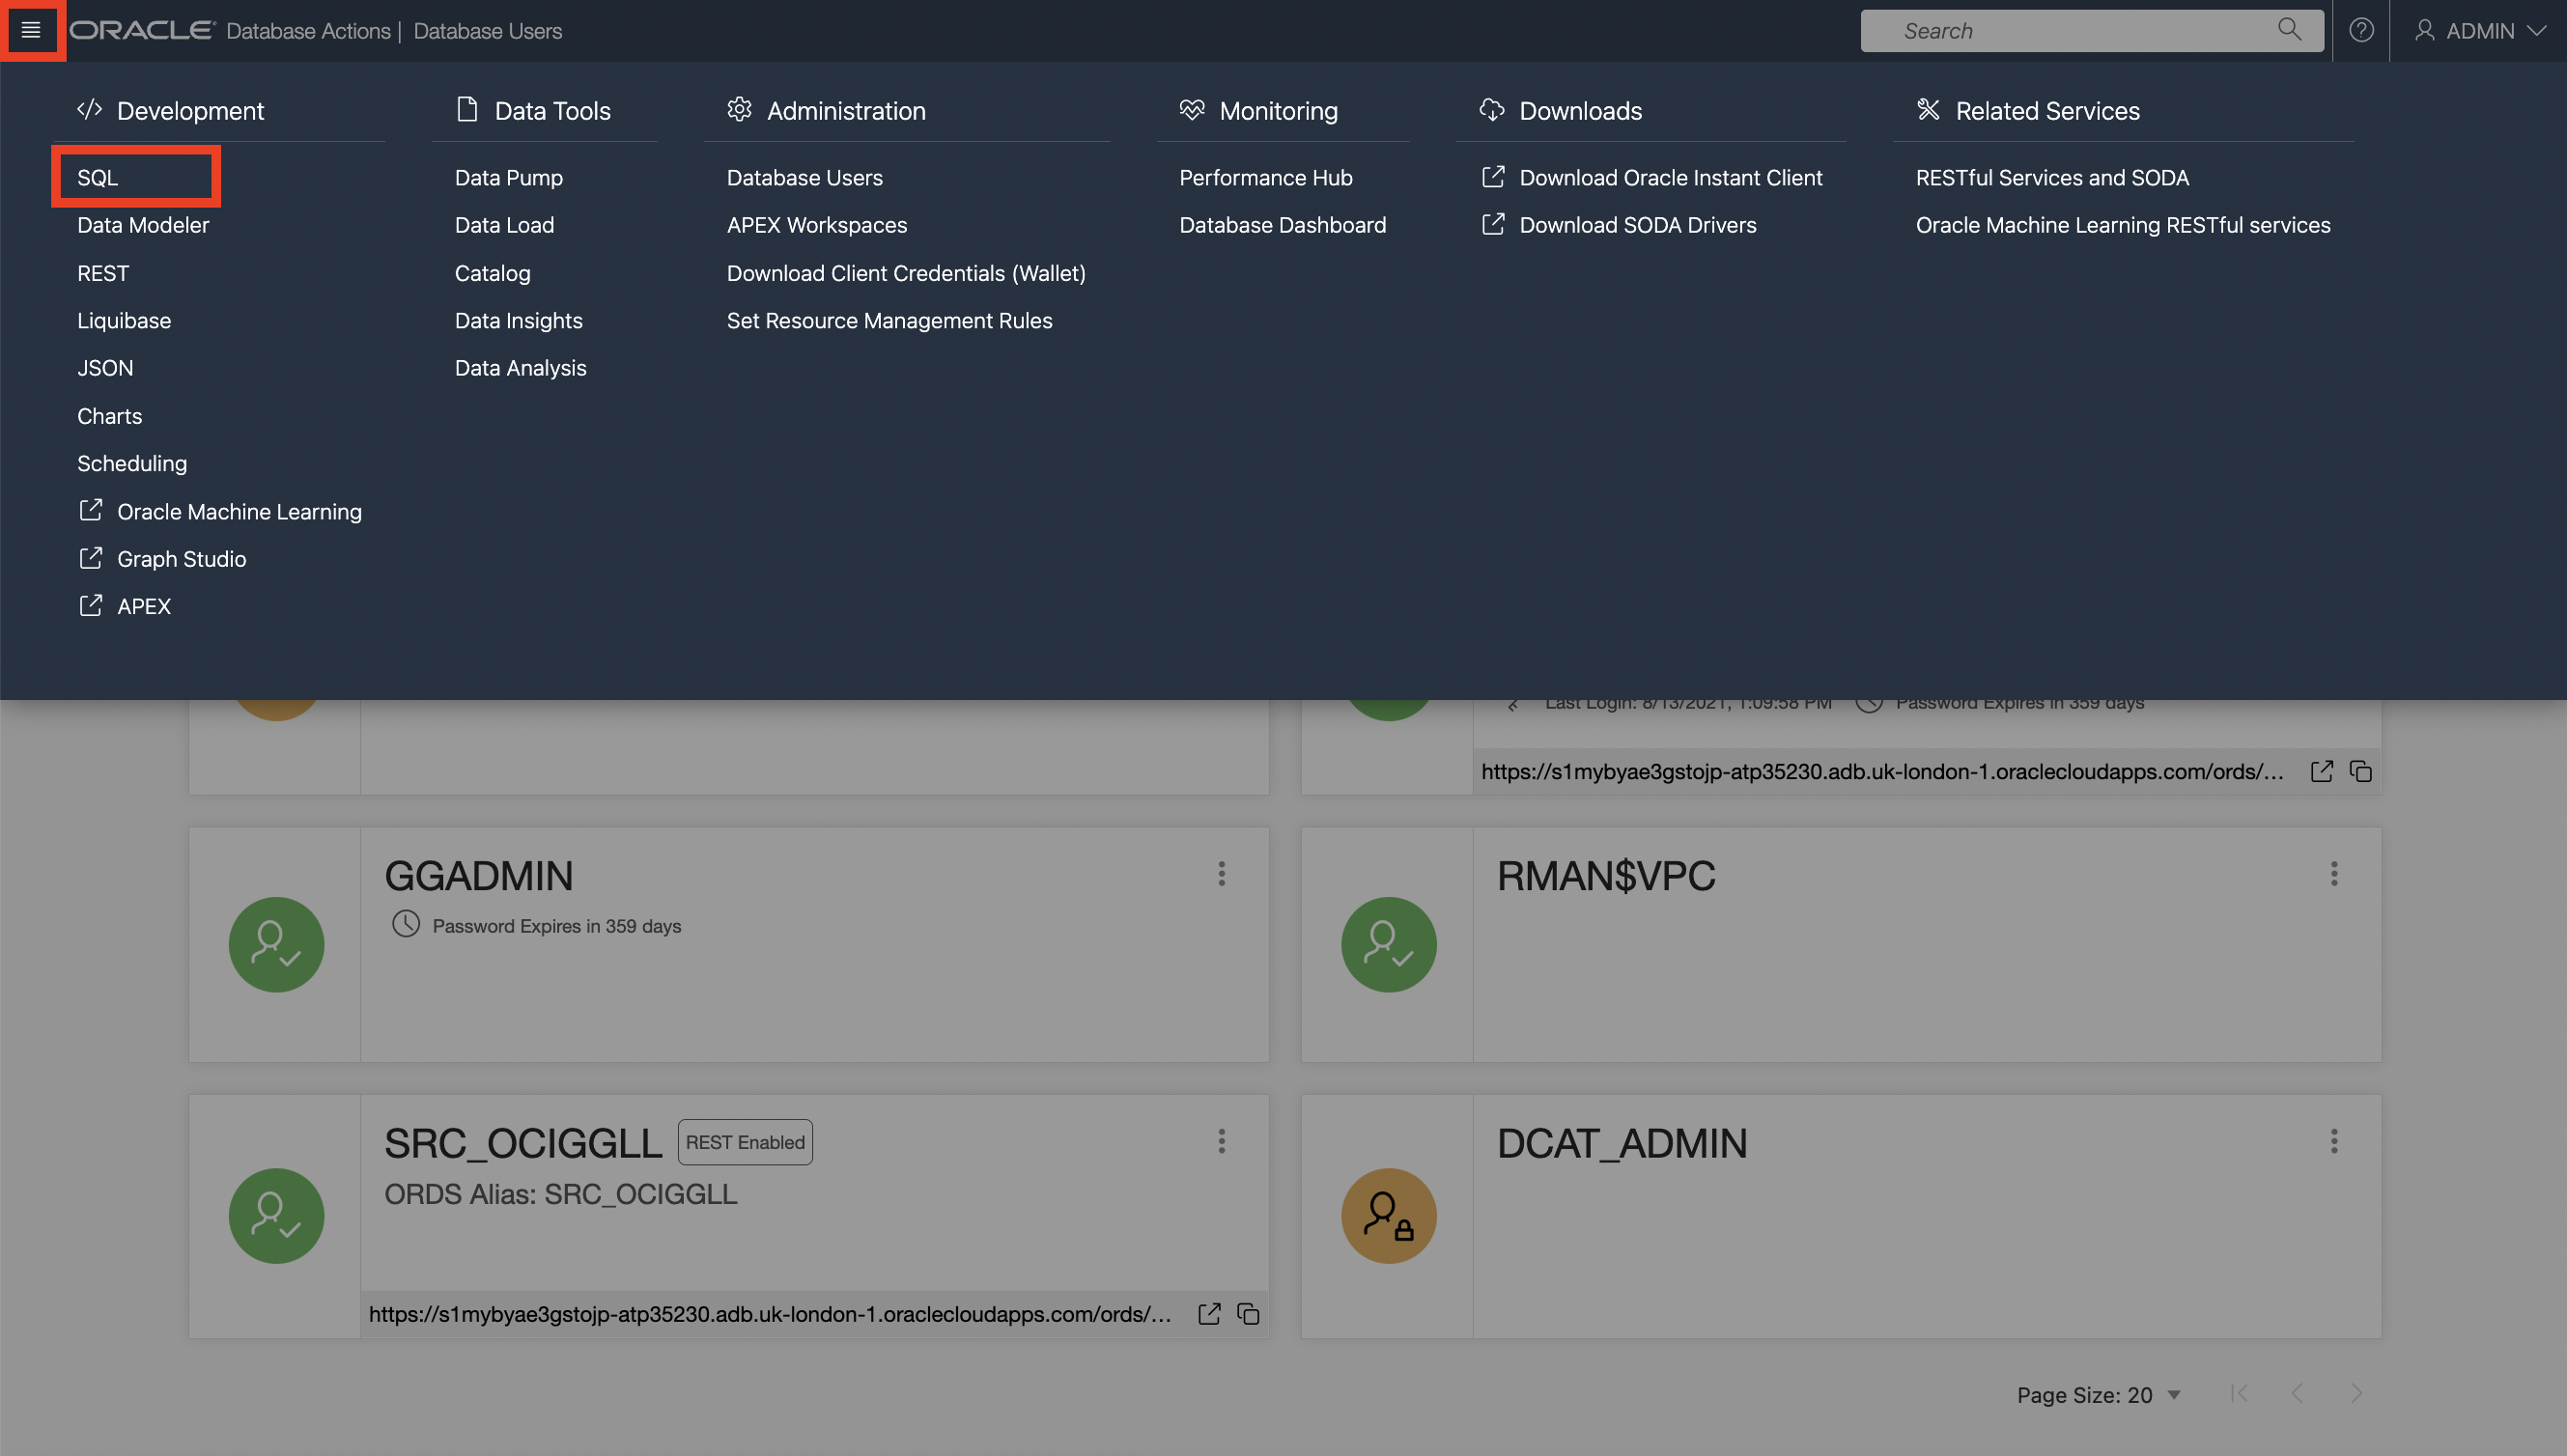 ORACLE Database Actions | Database Users
Search
ADMIN
Development
SQL
Data Modeler
REST
Liquibase
JSON
Charts
Scheduling
Oracle Machine Learning
Graph Studio
APEX
Data Tools
Data Pump
Data Load
Catalog
Data Insights
Data Analysis
Administration
Database Users
APEX Workspaces
Download Client Credentials (Wallet)
Set Resource Management Rules
Monitoring
Performance Hub
Database Dashboard
Downloads
Download Oracle Instant Client
Download SODA Drivers
Related Services
RESTful Services and SODA
Oracle Machine Learning RESTful services
Last Login: 8/13/2021, 1:09:58 PM Password Expires in 359 days
https://s1mybyae3gstojp-atp35230.adb.uk-london-1.oraclecloudapps.com/ords/...
GGADMIN
Password Expires in 359 days
RMAN$VPC
SRC_OCIGGLL REST Enabled
ORDS Alias: SRC_OCIGGLL
https://s1mybyae3gstojp-atp35230.adb.uk-london-1.oraclecloudapps.com/ords/...
DCAT_ADMIN
Page Size: 20